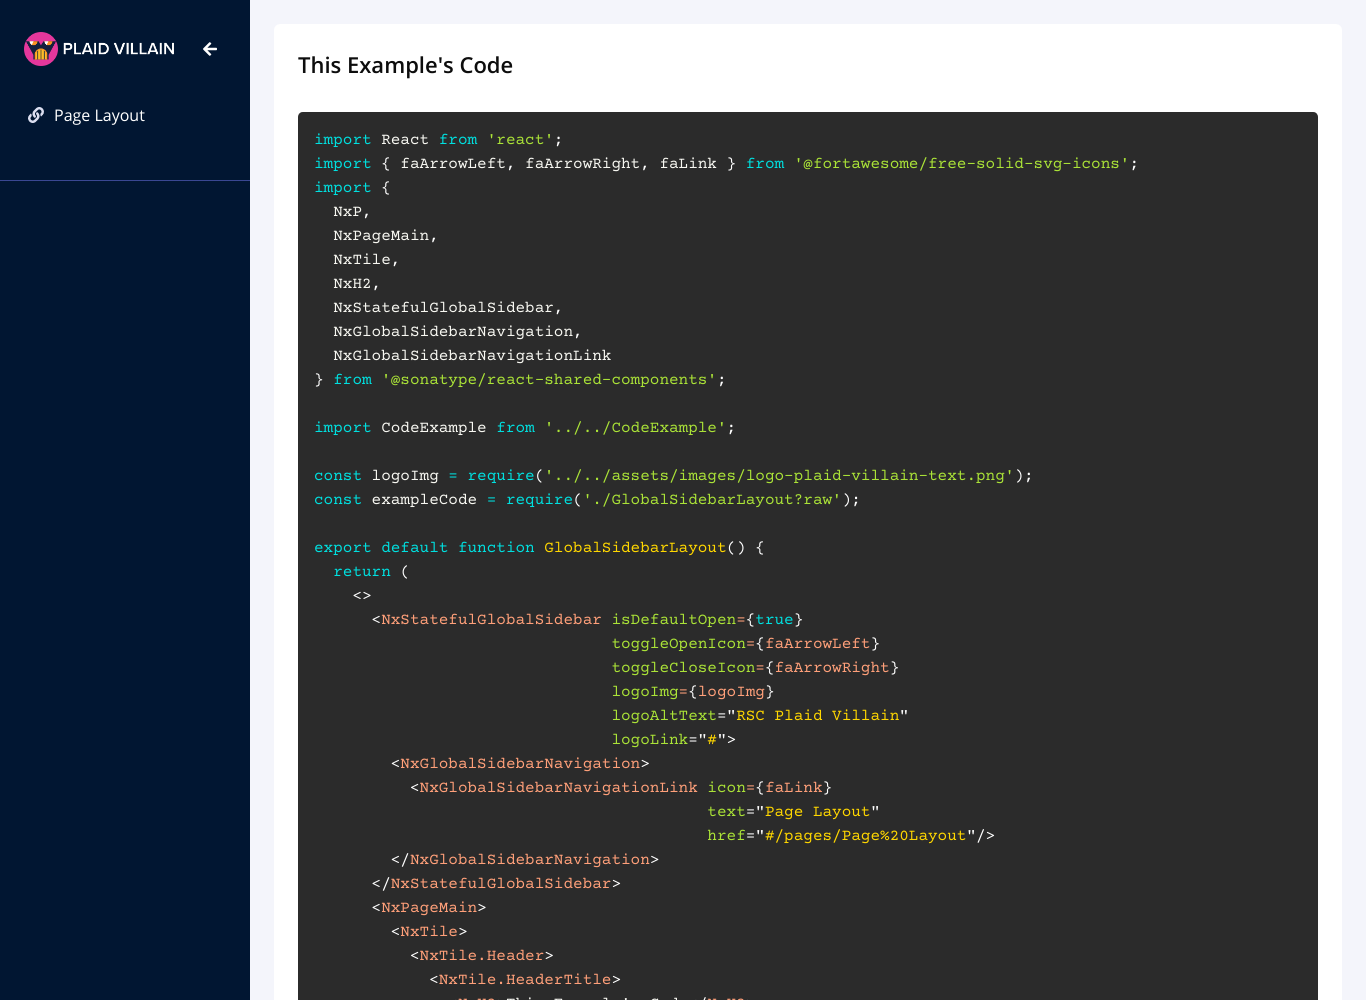 PLAID VILLAIN
Page Layout
This Example's Code
import React from 'react';
import { faArrowLeft, faArrowRight, faLink } from '@fortawesome/free-solid-svg-icons';
import {
  NxP,
  NxPageMain,
  NxTile,
  NxH2,
  NxStatefulGlobalSidebar,
  NxGlobalSidebarNavigation,
  NxGlobalSidebarNavigationLink
} from '@sonatype/react-shared-components';
import CodeExample from '../../CodeExample';
const logoImg = require('../../assets/images/logo-plaid-villain-text.png');
const exampleCode = require('./GlobalSidebarLayout?raw');
export default function GlobalSidebarLayout() {
  return (
    <>
      <NxStatefulGlobalSidebar isDefaultOpen={true}
                               toggleOpenIcon={faArrowLeft}
                               toggleCloseIcon={faArrowRight}
                               logoImg={logoImg}
                               logoAltText="RSC Plaid Villain"
                               logoLink="#">
        <NxGlobalSidebarNavigation>
          <NxGlobalSidebarNavigationLink icon={faLink}
                                         text="Page Layout"
                                         href="#/pages/Page%20Layout"/>
        </NxGlobalSidebarNavigation>
      </NxStatefulGlobalSidebar>
      <NxPageMain>
        <NxTile>
          <NxTile.Header>
            <NxTile.HeaderTitle>